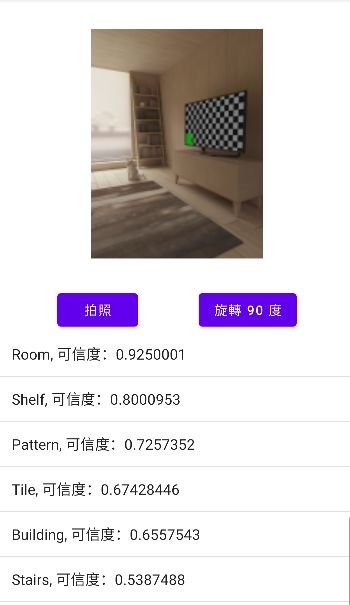 拍照
旋轉 90 度
Room, 可信度：0.9250001
Shelf, 可信度：0.8000953
Pattern, 可信度：0.7257352
Tile, 可信度：0.67428446
Building, 可信度：0.6557543
Stairs, 可信度：0.5387488